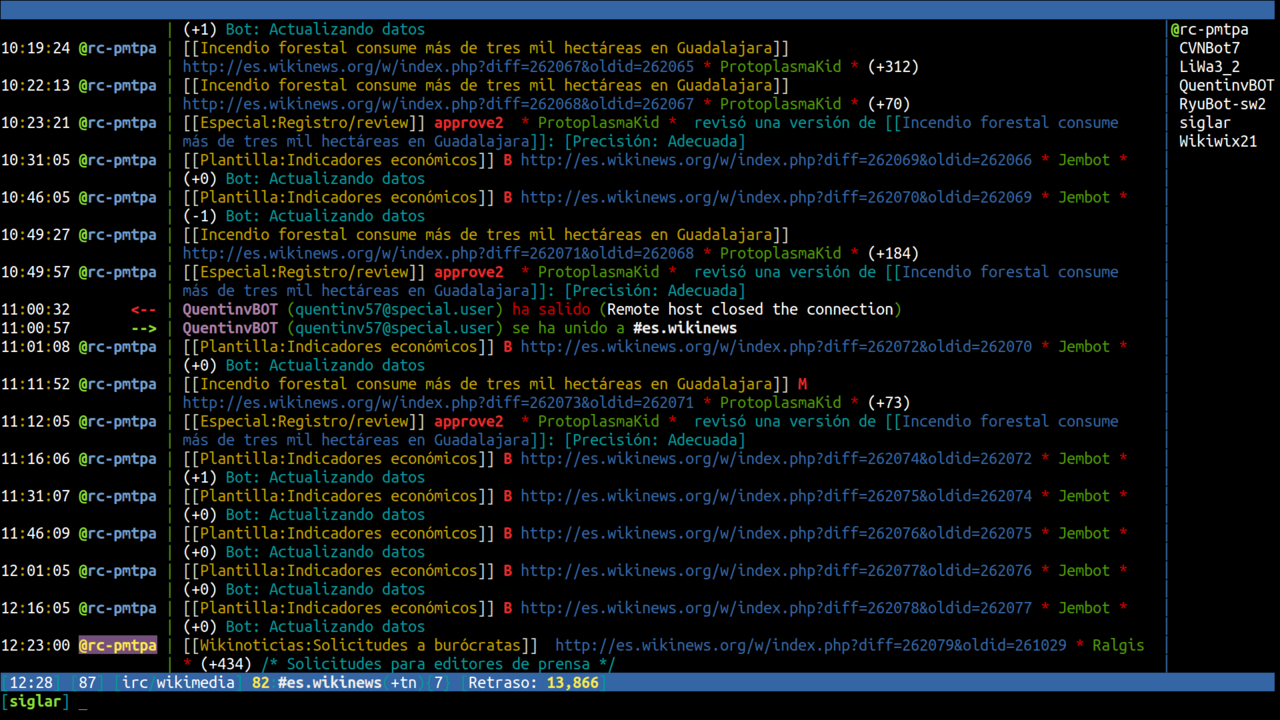 (+1) Bot: Actualizando datos
10:19:24 @rc-pmtpa | [[Incendio forestal consume más de tres mil hectáreas en Guadalajara]]
http://es.wikinews.org/w/index.php?diff=262067&oldid=262065 * ProtoplasmaKid * (+312)
10:22:13 @rc-pmtpa | [[Incendio forestal consume más de tres mil hectáreas en Guadalajara]]
http://es.wikinews.org/w/index.php?diff=262068&oldid=262067 * ProtoplasmaKid * (+70)
10:23:21 @rc-pmtpa | [[Especial:Registro/review]] approve2 * ProtoplasmaKid * revisó una versión de [[Incendio forestal consume
más de tres mil hectáreas en Guadalajara]]: [Precisión: Adecuada]
10:31:05 @rc-pmtpa | [[Plantilla:Indicadores económicos]] B http://es.wikinews.org/w/index.php?diff=262069&oldid=262066 * Jembot *
(+0) Bot: Actualizando datos
10:46:05 @rc-pmtpa | [[Plantilla:Indicadores económicos]] B http://es.wikinews.org/w/index.php?diff=262070&oldid=262069 * Jembot *
(-1) Bot: Actualizando datos
10:49:27 @rc-pmtpa | [[Incendio forestal consume más de tres mil hectáreas en Guadalajara]]
http://es.wikinews.org/w/index.php?diff=262071&oldid=262068 * ProtoplasmaKid * (+184)
10:49:57 @rc-pmtpa | [[Especial:Registro/review]] approve2 * ProtoplasmaKid * revisó una versión de [[Incendio forestal consume
más de tres mil hectáreas en Guadalajara]]: [Precisión: Adecuada]
11:00:32 <-- | QuentinvBOT (quentinv57@special.user) ha salido (Remote host closed the connection)
11:00:57 --> | QuentinvBOT (quentinv57@special.user) se ha unido a #es.wikinews
11:01:08 @rc-pmtpa | [[Plantilla:Indicadores económicos]] B http://es.wikinews.org/w/index.php?diff=262072&oldid=262070 * Jembot *
(+0) Bot: Actualizando datos
11:11:52 @rc-pmtpa | [[Incendio forestal consume más de tres mil hectáreas en Guadalajara]] M
http://es.wikinews.org/w/index.php?diff=262073&oldid=262071 * ProtoplasmaKid * (+73)
11:12:05 @rc-pmtpa | [[Especial:Registro/review]] approve2 * ProtoplasmaKid * revisó una versión de [[Incendio forestal consume
más de tres mil hectáreas en Guadalajara]]: [Precisión: Adecuada]
11:16:06 @rc-pmtpa | [[Plantilla:Indicadores económicos]] B http://es.wikinews.org/w/index.php?diff=262074&oldid=262072 * Jembot *
(+1) Bot: Actualizando datos
11:31:07 @rc-pmtpa | [[Plantilla:Indicadores económicos]] B http://es.wikinews.org/w/index.php?diff=262075&oldid=262074 * Jembot *
(+0) Bot: Actualizando datos
11:46:09 @rc-pmtpa | [[Plantilla:Indicadores económicos]] B http://es.wikinews.org/w/index.php?diff=262076&oldid=262075 * Jembot *
(+0) Bot: Actualizando datos
12:01:05 @rc-pmtpa | [[Plantilla:Indicadores económicos]] B http://es.wikinews.org/w/index.php?diff=262077&oldid=262076 * Jembot *
(+0) Bot: Actualizando datos
12:16:05 @rc-pmtpa | [[Plantilla:Indicadores económicos]] B http://es.wikinews.org/w/index.php?diff=262078&oldid=262077 * Jembot *
(+0) Bot: Actualizando datos
12:23:00 @rc-pmtpa | [[Wikinoticias:Solicitudes a burócratas]] http://es.wikinews.org/w/index.php?diff=262079&oldid=261029 * Ralgis
* (+434) /* Solicitudes para editores de prensa */
@rc-pmtpa
CVNBot7
LiWa3_2
QuentinvBOT
RyuBot-sw2
siglar
Wikiwix21
[12:28] [87] [irc/wikimedia] 82:#es.wikinews(+tn){7} [Retraso: 13,866]
[siglar] _